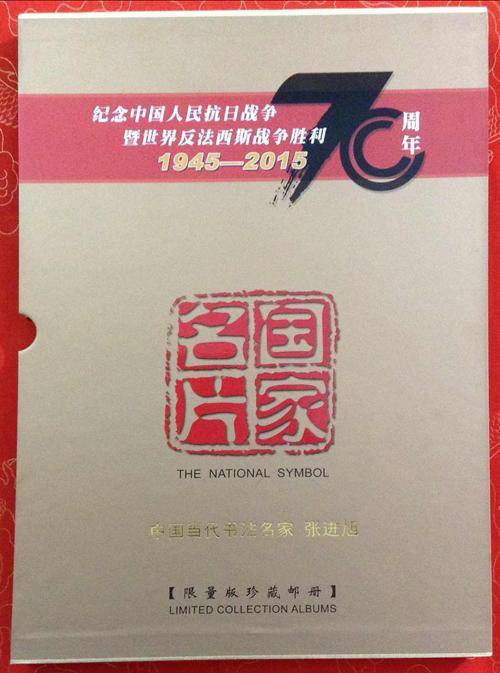 纪念中国人民抗日战争
暨世界反法西斯战争胜利
1945—2015
70
周年
国家
名片
THE NATIONAL SYMBOL
中国当代书法名家 张进旭
【限量版珍藏邮册】
LIMITED COLLECTION ALBUMS